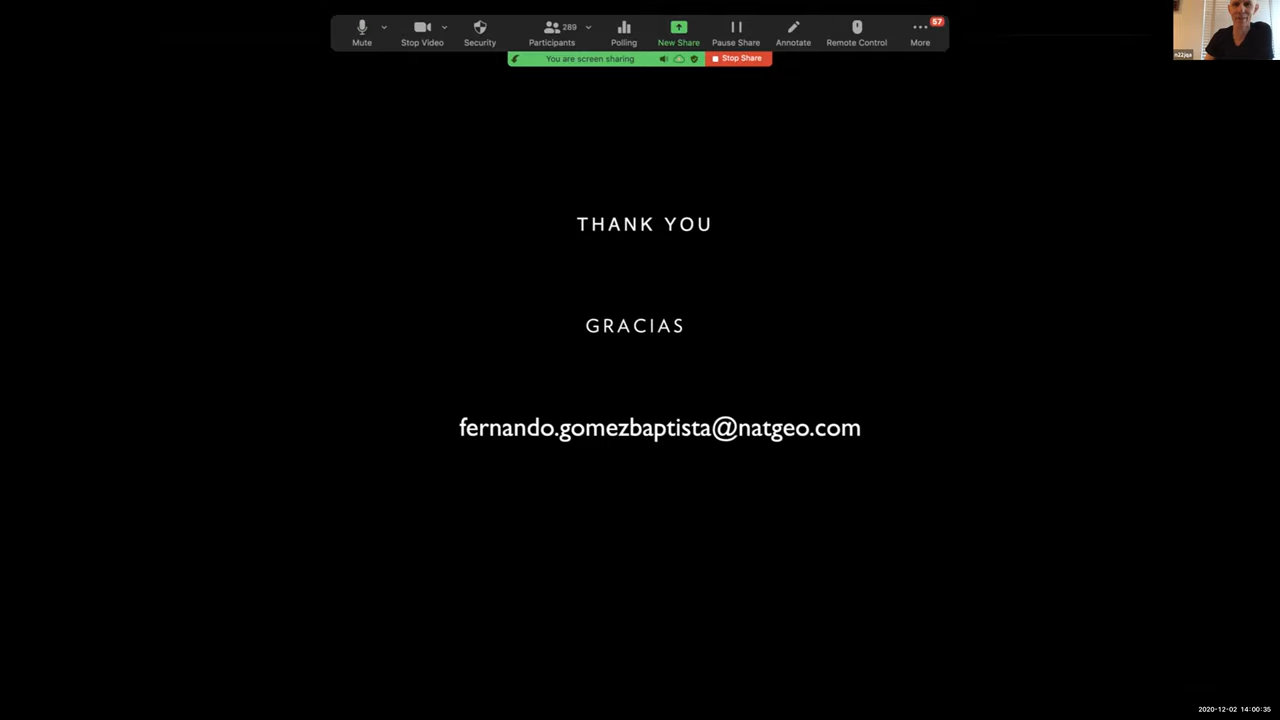 57
289
Mute
Stop Video
Security
Participants
Polling
New Share
Pause Share
Annotate
Remote Control
More
You are screen sharing
Stop Share
THANK YOU
GRACIAS
fernando.gomezbaptista@natgeo.com
2020-12-02 14:00:35